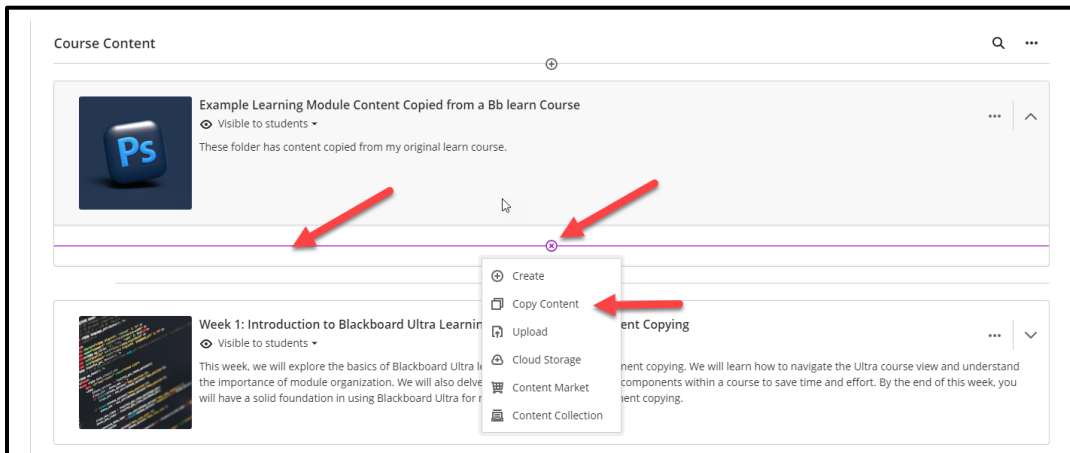 Course Content
Example Learning Module Content Copied from a Bb learn Course
Visible to students
These folder has content copied from my original learn course.
Ps
Create
Copy Content
Upload
Cloud Storage
Content Market
Content Collection
Week 1: Introduction to Blackboard Ultra Learnin ent Copying
Visible to students
This week, we will explore the basics of Blackboard Ultra le nent copying. We will learn how to navigate the Ultra course view and understand
the importance of module organization. We will also delve components within a course to save time and effort. By the end of this week, you
will have a solid foundation in using Blackboard Ultra for nent copying.